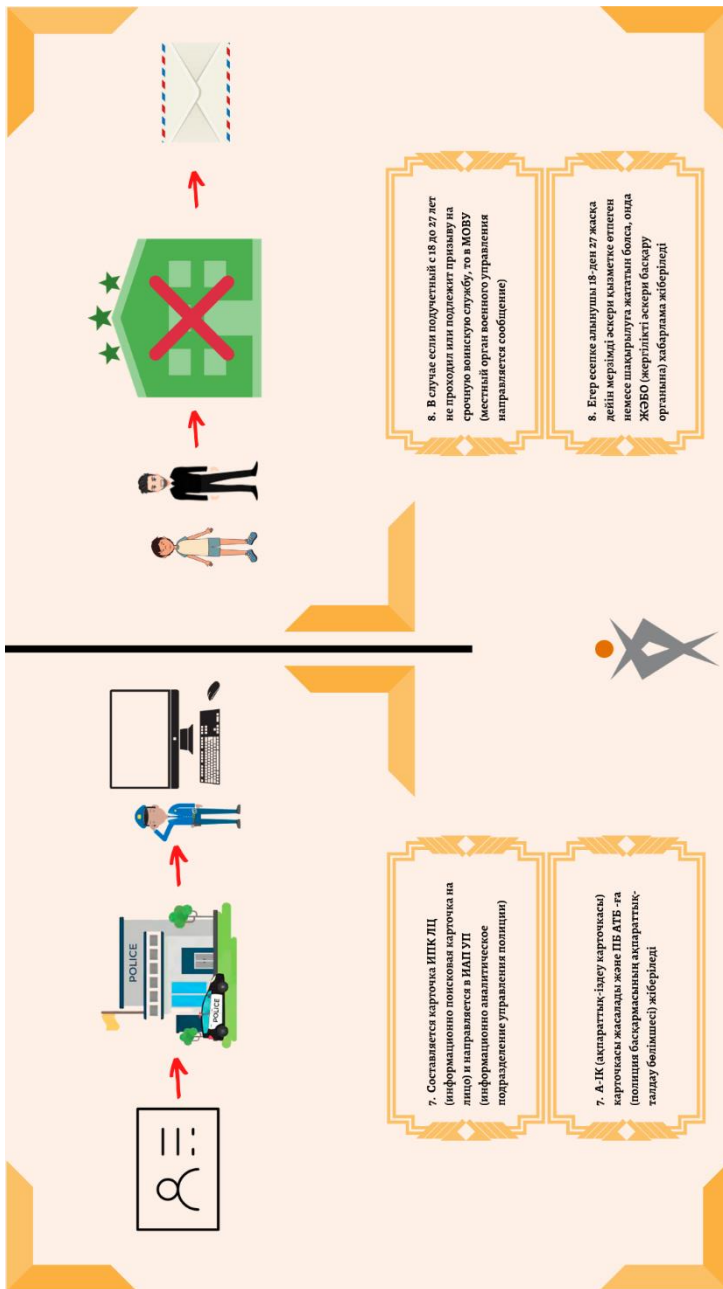 POLICE
POLICE
7. Составляется карточка ИПК ЛЦ
(информационно поисковая карточка на
лицо) и направляется в ИАП УП
(информационно аналитическое
подразделение управления полиции)
7. А-ІК (ақпараттық-іздеу карточкасы)
карточкасы жасалады және ПБ АТБ -ға
(полиция басқармасының ақпараттық-
талдау бөлімшесі) жіберіледі
8. В случае если подучетный с 18 до 27 лет
не проходил или подлежит призыву на
срочную воинскую службу, то в МОВУ
(местный орган военного управления
направляется сообщение)
8. Егер есепке алынушы 18-ден 27 жасқа
дейін мерзімді әскери қызметке өтпеген
немесе шақырылуға жататын болса, онда
ЖӘБО (жергілікті әскери басқару
органына) хабарлама жіберіледі